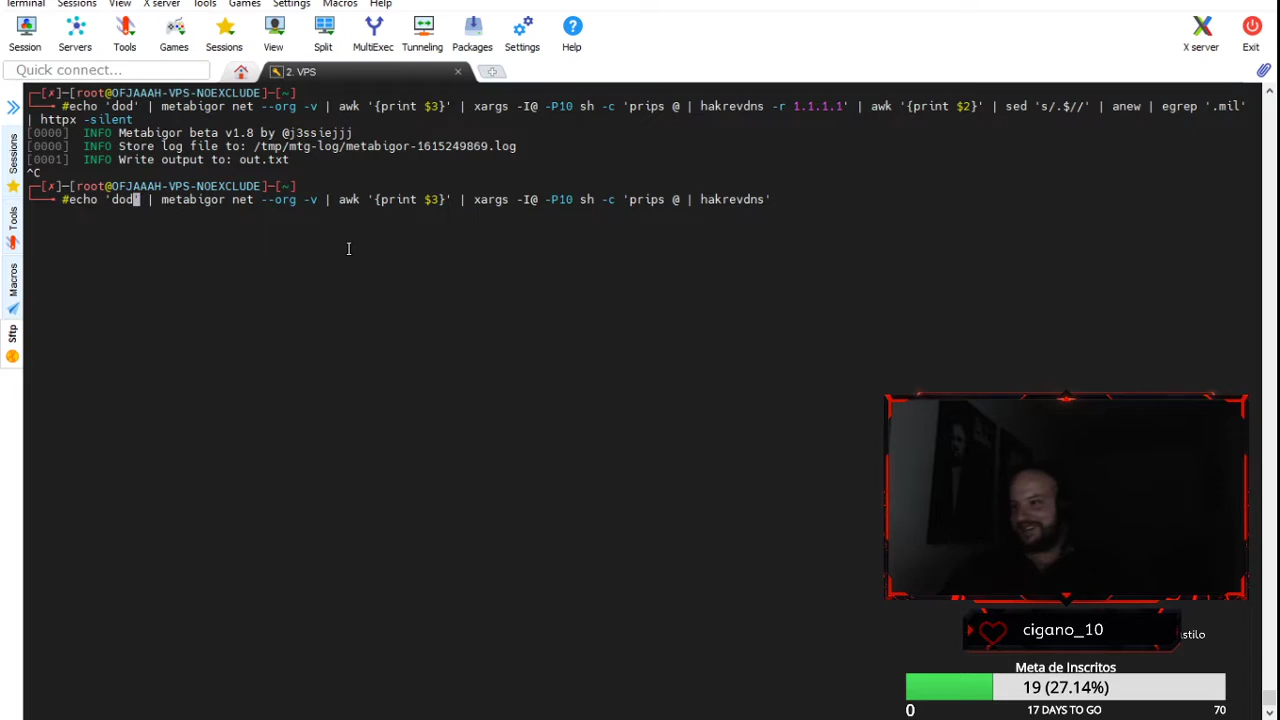 Terminal Sessions View X server Tools Games Settings Macros Help
Session Servers Tools Games Sessions View Split MultiExec Tunneling Packages Settings Help X server Exit
Quick connect...
2. VPS
Sessions
Tools
Macros
Sftp
┌─[✗]─[root@OFJAAAH-VPS-NOEXCLUDE]─[~]
└──╼ #echo 'dod' | metabigor net --org -v | awk '{print $3}' | xargs -I@ -P10 sh -c 'prips @ | hakrevdns -r 1.1.1.1' | awk '{print $2}' | sed 's/.$//' | anew | egrep '.mil'
| httpx -silent
[0000] INFO Metabigor beta v1.8 by @j3ssiejjj
[0000] INFO Store log file to: /tmp/mtg-log/metabigor-1615249869.log
[0001] INFO Write output to: out.txt
^C
┌─[✗]─[root@OFJAAAH-VPS-NOEXCLUDE]─[~]
└──╼ #echo 'dod' | metabigor net --org -v | awk '{print $3}' | xargs -I@ -P10 sh -c 'prips @ | hakrevdns'
cigano_10
stilo
Meta de Inscritos
19 (27.14%)
0 17 DAYS TO GO 70